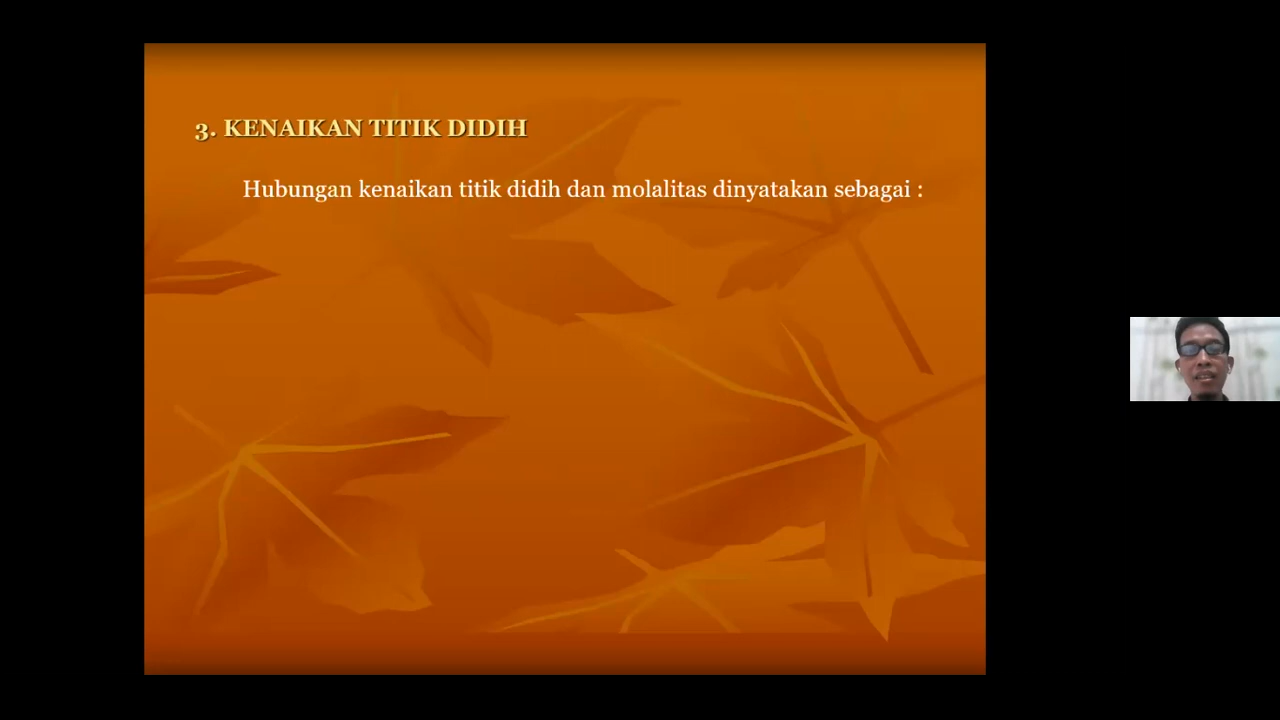 3. KENAIKAN TITIK DIDIH
Hubungan kenaikan titik didih dan molalitas dinyatakan sebagai :